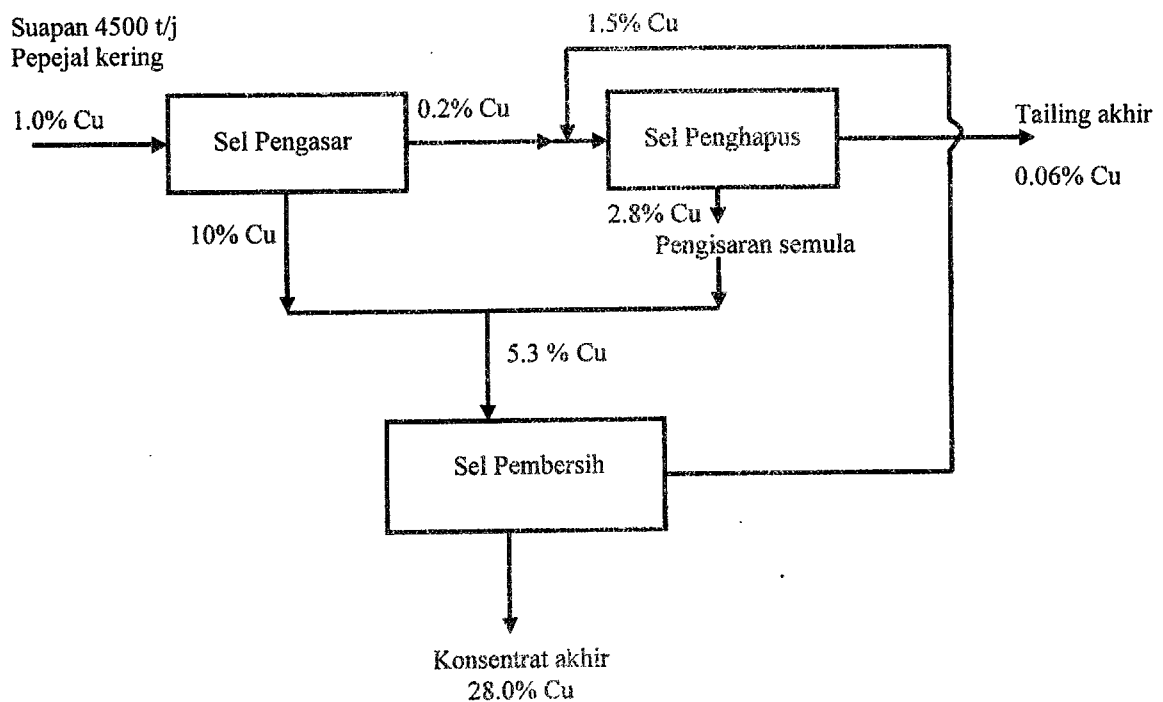 Suapan 4500 t/j
Pepejal kering
1.0% Cu
Sel Pengasar
0.2% Cu
1.5% Cu
Sel Penghapus
Tailing akhir
0.06% Cu
10% Cu
2.8% Cu
Pengisaran semula
5.3 % Cu
Sel Pembersih
Konsentrat akhir
28.0% Cu